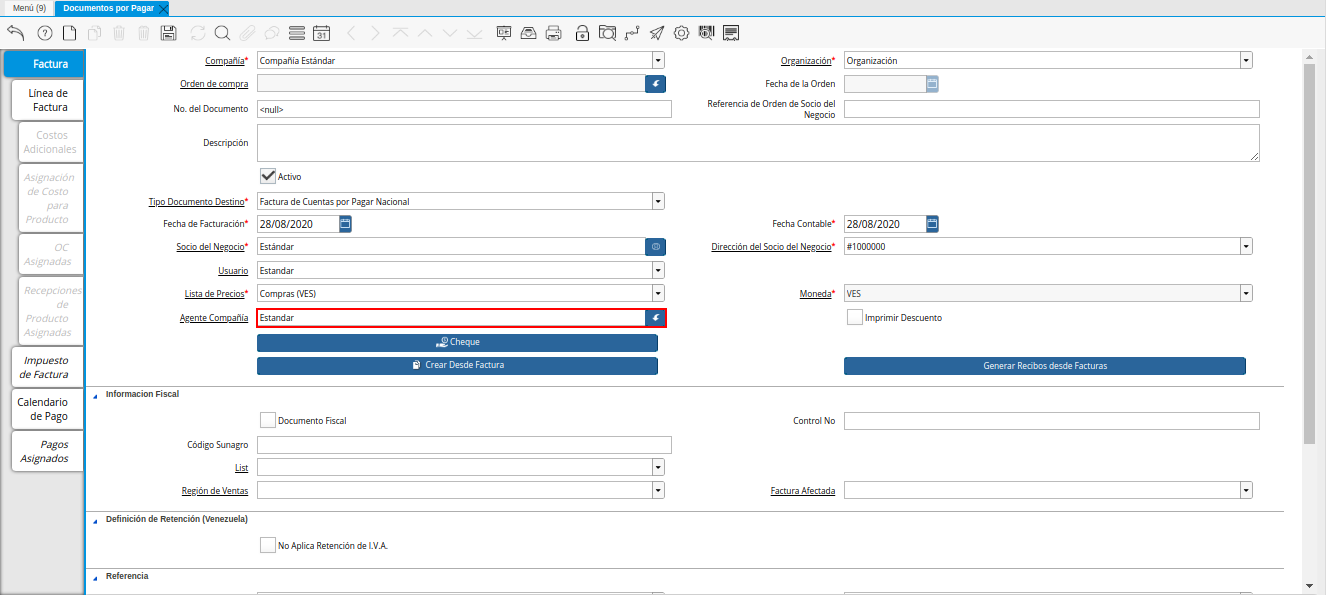 Menú (9)
Documentos por Pagar
31
Factura
Línea de
Factura
Costos
Adicionales
Asignación
de Costo
para
Producto
OC
Asignadas
Recepciones
de
Producto
Asignadas
Impuesto
de Factura
Calendario
de Pago
Pagos
Asignados
Compañía* Compañía Estándar
Organización* Organización
Orden de compra
Fecha de la Orden
No. del Documento <null>
Referencia de Orden de Socio del
Negocio
Descripción
Activo
Tipo Documento Destino* Factura de Cuentas por Pagar Nacional
Fecha de Facturación* 28/08/2020
Fecha Contable* 28/08/2020
Socio del Negocio* Estándar
Dirección del Socio del Negocio* #1000000
Usuario Estandar
Lista de Precios* Compras (VES)
Moneda* VES
Agente Compañía Estandar
Imprimir Descuento
Cheque
Crear Desde Factura
Generar Recibos desde Facturas
Informacion Fiscal
Documento Fiscal
Control No
Código Sunagro
List
Región de Ventas
Factura Afectada
Definición de Retención (Venezuela)
No Aplica Retención de I.V.A.
Referencia